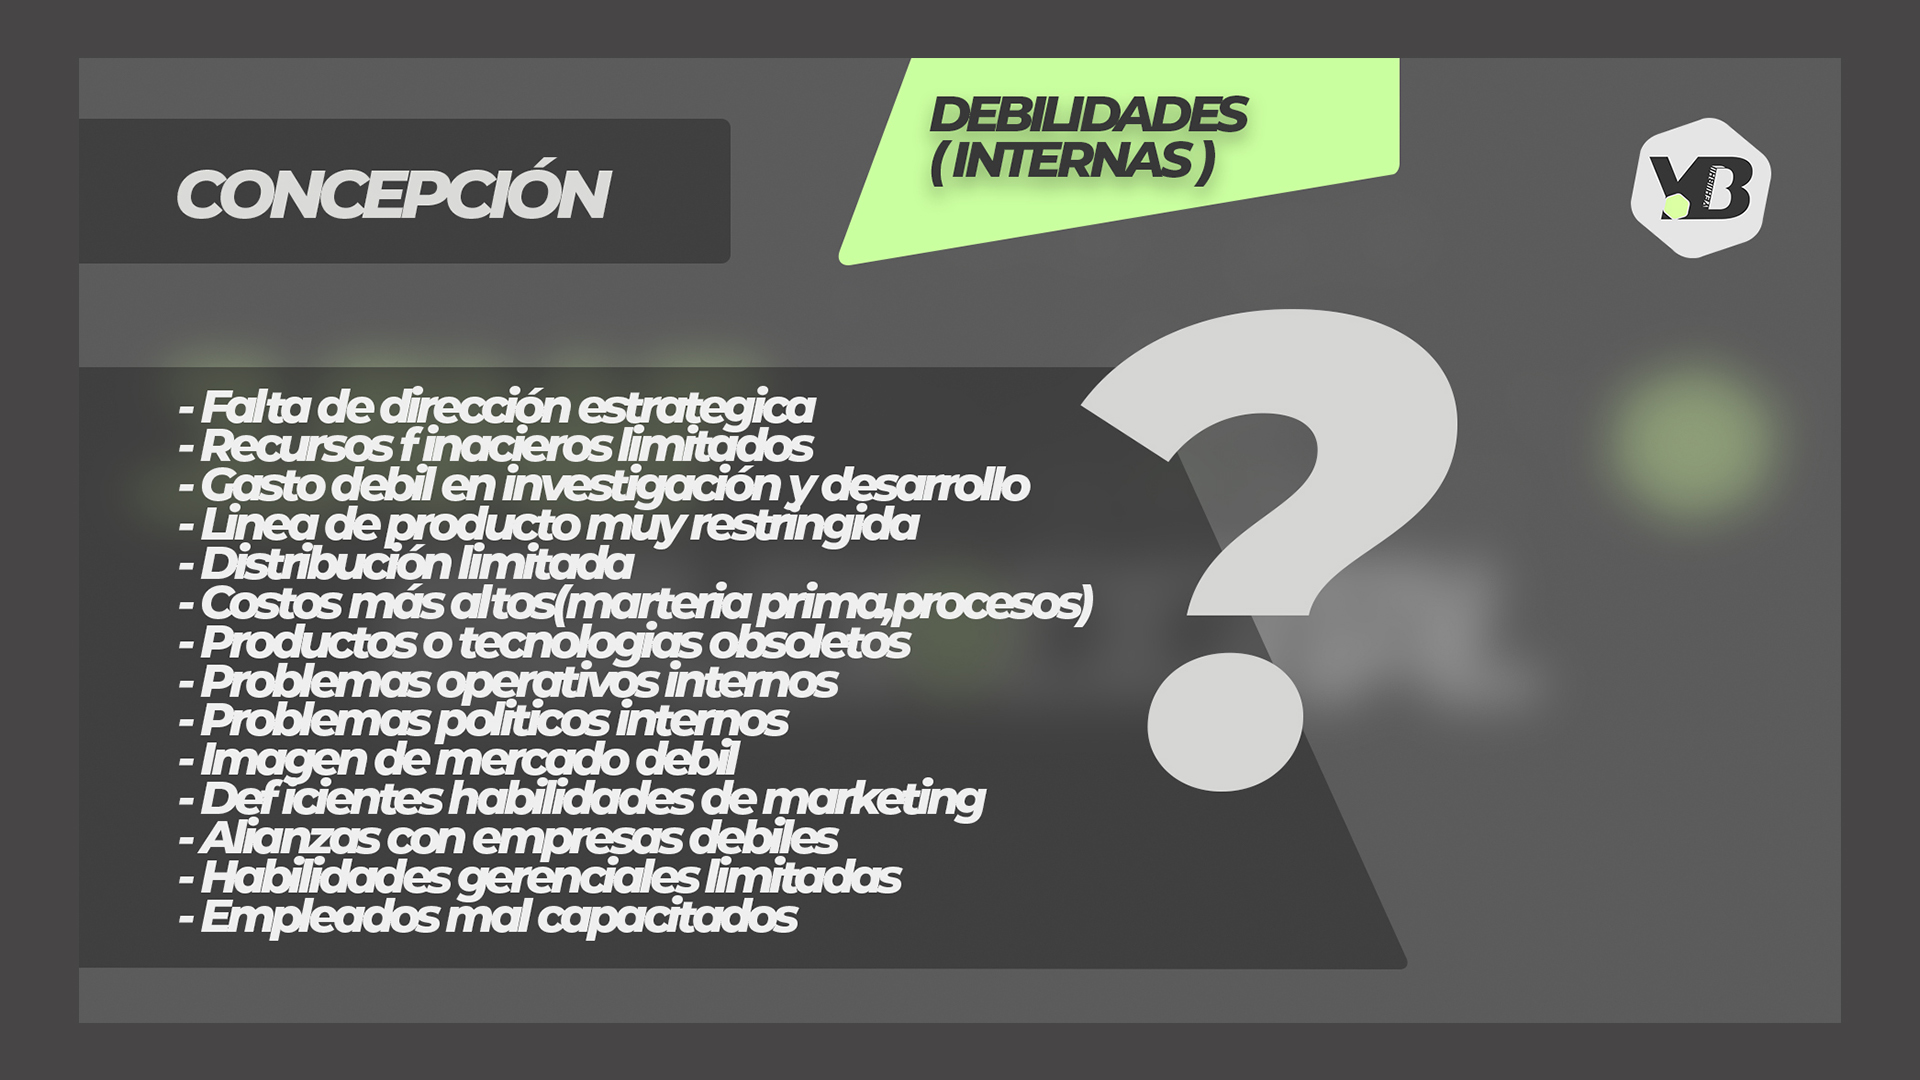 CONCEPCIÓN
DEBILIDADES
( INTERNAS )
YB
- Falta de dirección estrategica
- Recursos finacieros limitados
- Gasto debil en investigación y desarrollo
- Linea de producto muy restringida
- Distribución limitada
- Costos más altos(marteria prima,procesos)
- Productos o tecnologias obsoletos
- Problemas operativos internos
- Problemas politicos internos
- Imagen de mercado debil
- Deficientes habilidades de marketing
- Alianzas con empresas debiles
- Habilidades gerenciales limitadas
- Empleados mal capacitados
?